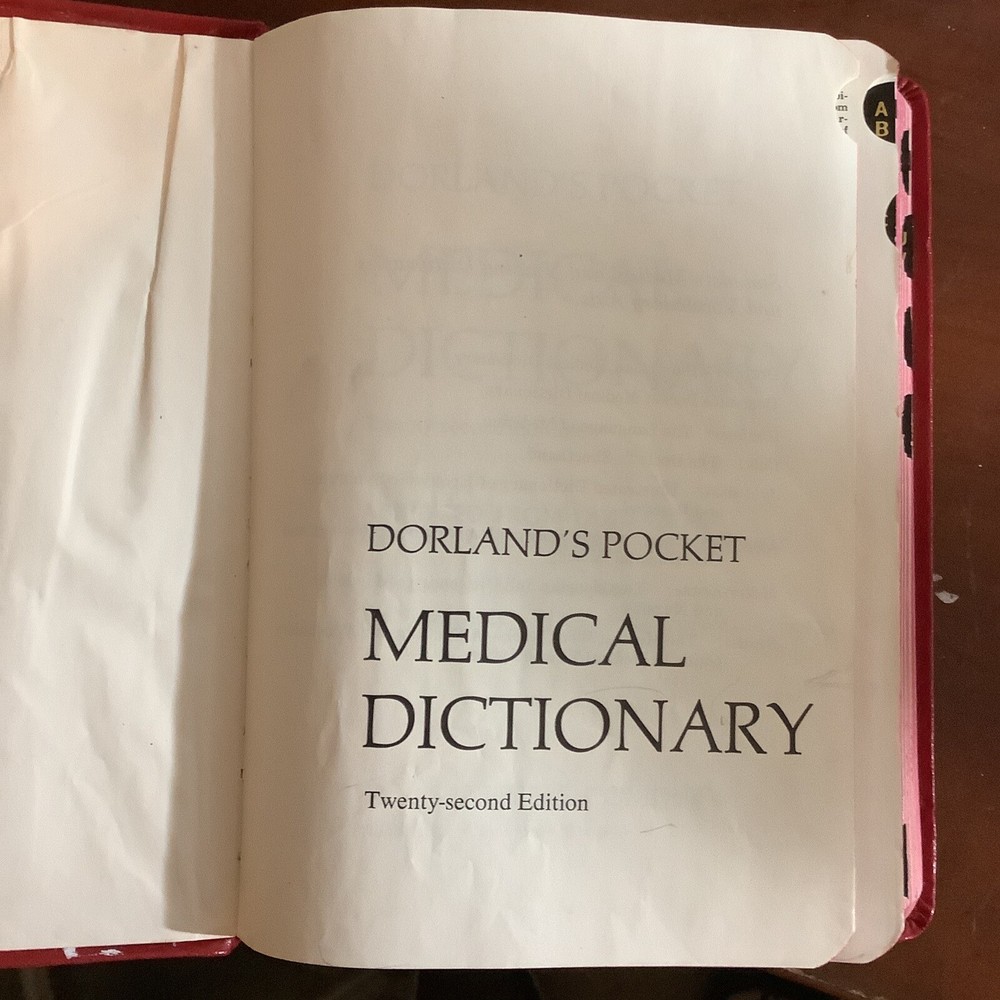 DORLAND'S POCKET
MEDICAL
DICTIONARY
Twenty-second Edition
A
B